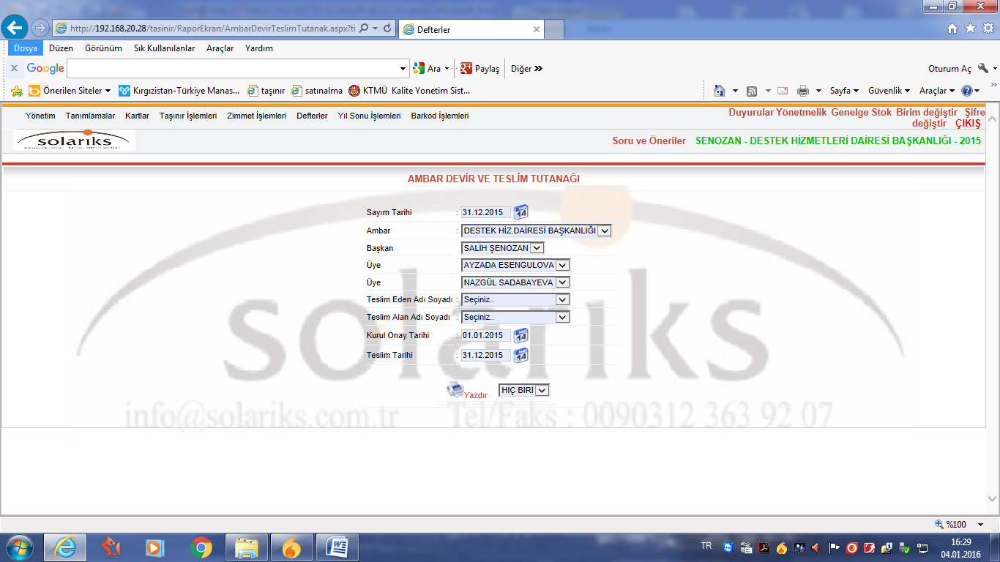 http://192.168.20.28/tasinir/RaporEkran/AmbarDevirTeslimTutanak.aspx?ti
Defterler
Dosya Düzen Görünüm Sık Kullanılanlar Araçlar Yardım
x Google Ara Paylaş Diğer Oturum Aç
Önerilen Siteler Kırgızistan-Türkiye Manas... taşınır satınalma KTMÜ Kalite Yonetim Sist... Sayfa Güvenlik Araçlar
Yönetim Tanımlamalar Kartlar Taşınır İşlemleri Zimmet İşlemleri Defterler Yıl Sonu İşlemleri Barkod İşlemleri
Duyurular Yönetmelik Genelge Stok Birim değiştir Şifre
değiştir ÇIKIŞ
solariks
Soru ve Öneriler SENOZAN - DESTEK HİZMETLERİ DAİRESİ BAŞKANLIĞI - 2015
AMBAR DEVİR VE TESLİM TUTANAĞI
Sayım Tarihi : 31.12.2015
Ambar : DESTEK HİZ.DAİRESİ BAŞKANLIĞI
Başkan SALİH ŞENOZAN
Üye AYZADA ESENGULOVA
Üye NAZGÜL SADABAYEVA
Teslim Eden Adı Soyadı : Seçiniz..
Teslim Alan Adı Soyadı : Seçiniz..
Kurul Onay Tarihi : 01.01.2015
Teslim Tarihi : 31.12.2015
Yazdır HİÇ BİRİ
solariks
info@solariks.com.tr Tel/Faks : 0090312 363 92 07
%100
TR 16:29
04.01.2016